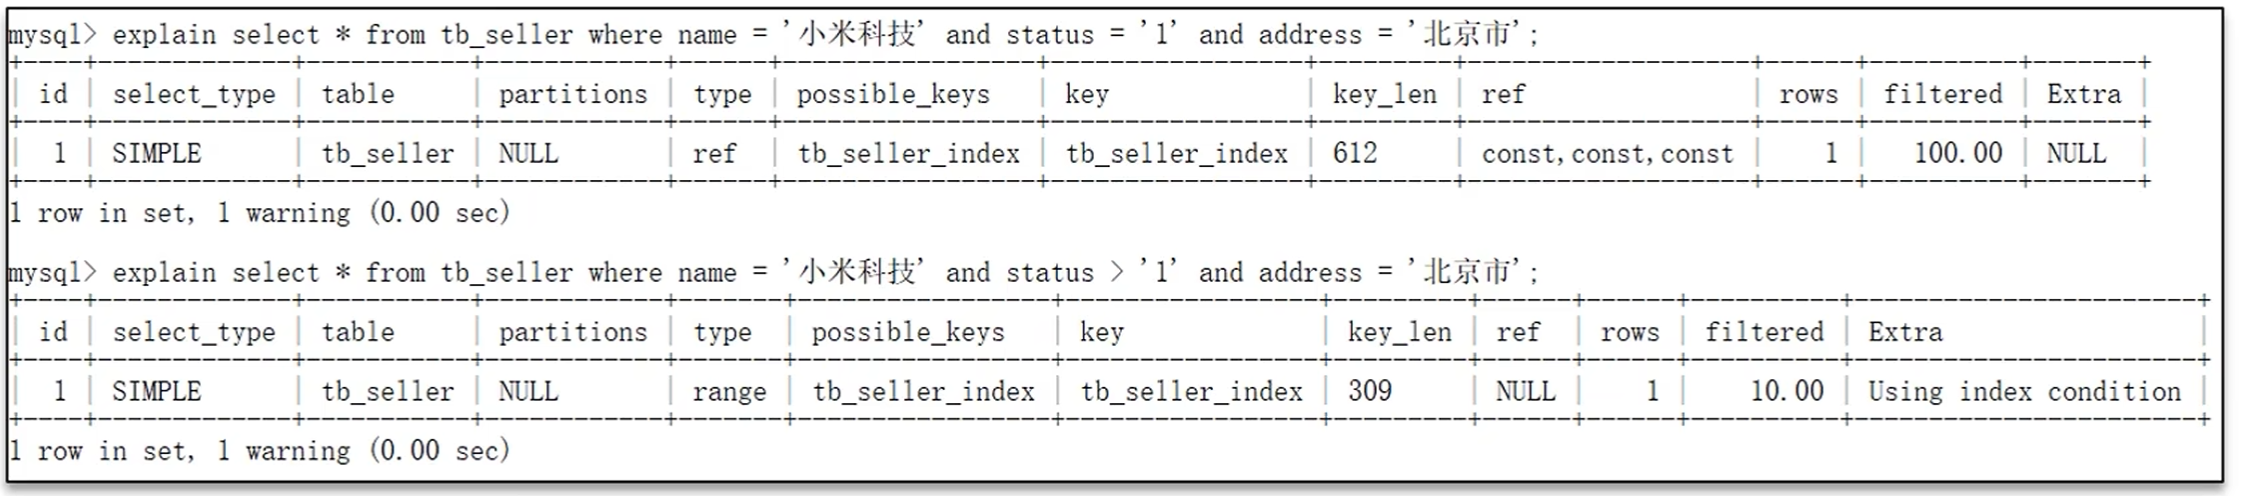 mysql> explain select * from tb_seller where name = '小米科技' and status = '1' and address = '北京市';
+----+-------------+-----------+------------+------+-----------------+-----------------+---------+-------------------+------+----------+-------+
| id | select_type | table | partitions | type | possible_keys | key | key_len | ref | rows | filtered | Extra |
+----+-------------+-----------+------------+------+-----------------+-----------------+---------+-------------------+------+----------+-------+
| 1 | SIMPLE | tb_seller | NULL | ref | tb_seller_index | tb_seller_index | 612 | const,const,const | 1 | 100.00 | NULL |
+----+-------------+-----------+------------+------+-----------------+-----------------+---------+-------------------+------+----------+-------+
1 row in set, 1 warning (0.00 sec)
mysql> explain select * from tb_seller where name = '小米科技' and status > '1' and address = '北京市';
+----+-------------+-----------+------------+-------+-----------------+-----------------+---------+------+------+----------+-----------------------+
| id | select_type | table | partitions | type | possible_keys | key | key_len | ref | rows | filtered | Extra |
+----+-------------+-----------+------------+-------+-----------------+-----------------+---------+------+------+----------+-----------------------+
| 1 | SIMPLE | tb_seller | NULL | range | tb_seller_index | tb_seller_index | 309 | NULL | 1 | 10.00 | Using index condition |
+----+-------------+-----------+------------+-------+-----------------+-----------------+---------+------+------+----------+-----------------------+
1 row in set, 1 warning (0.00 sec)